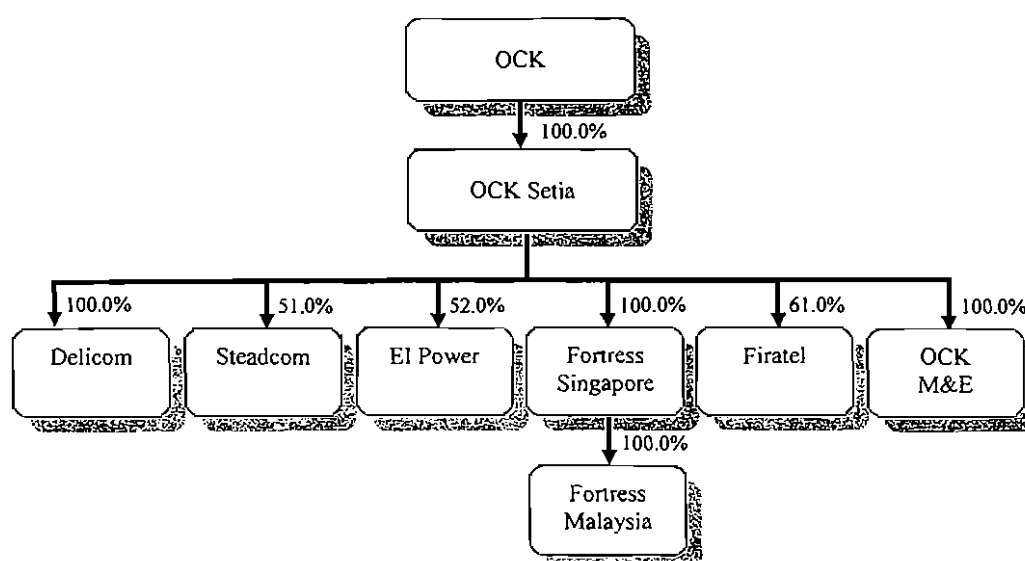 OCK
100.0%
OCK Setia
100.0%
51.0%
52.0%
100.0%
61.0%
100.0%
Delicom
Steadcom
EI Power
Fortress
Singapore
Firatel
OCK
M&E
100.0%
Fortress
Malaysia